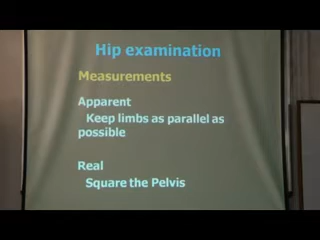 Hip examination
Measurements
Apparent
Keep limbs as parallel as
possible
Real
Square the Pelvis